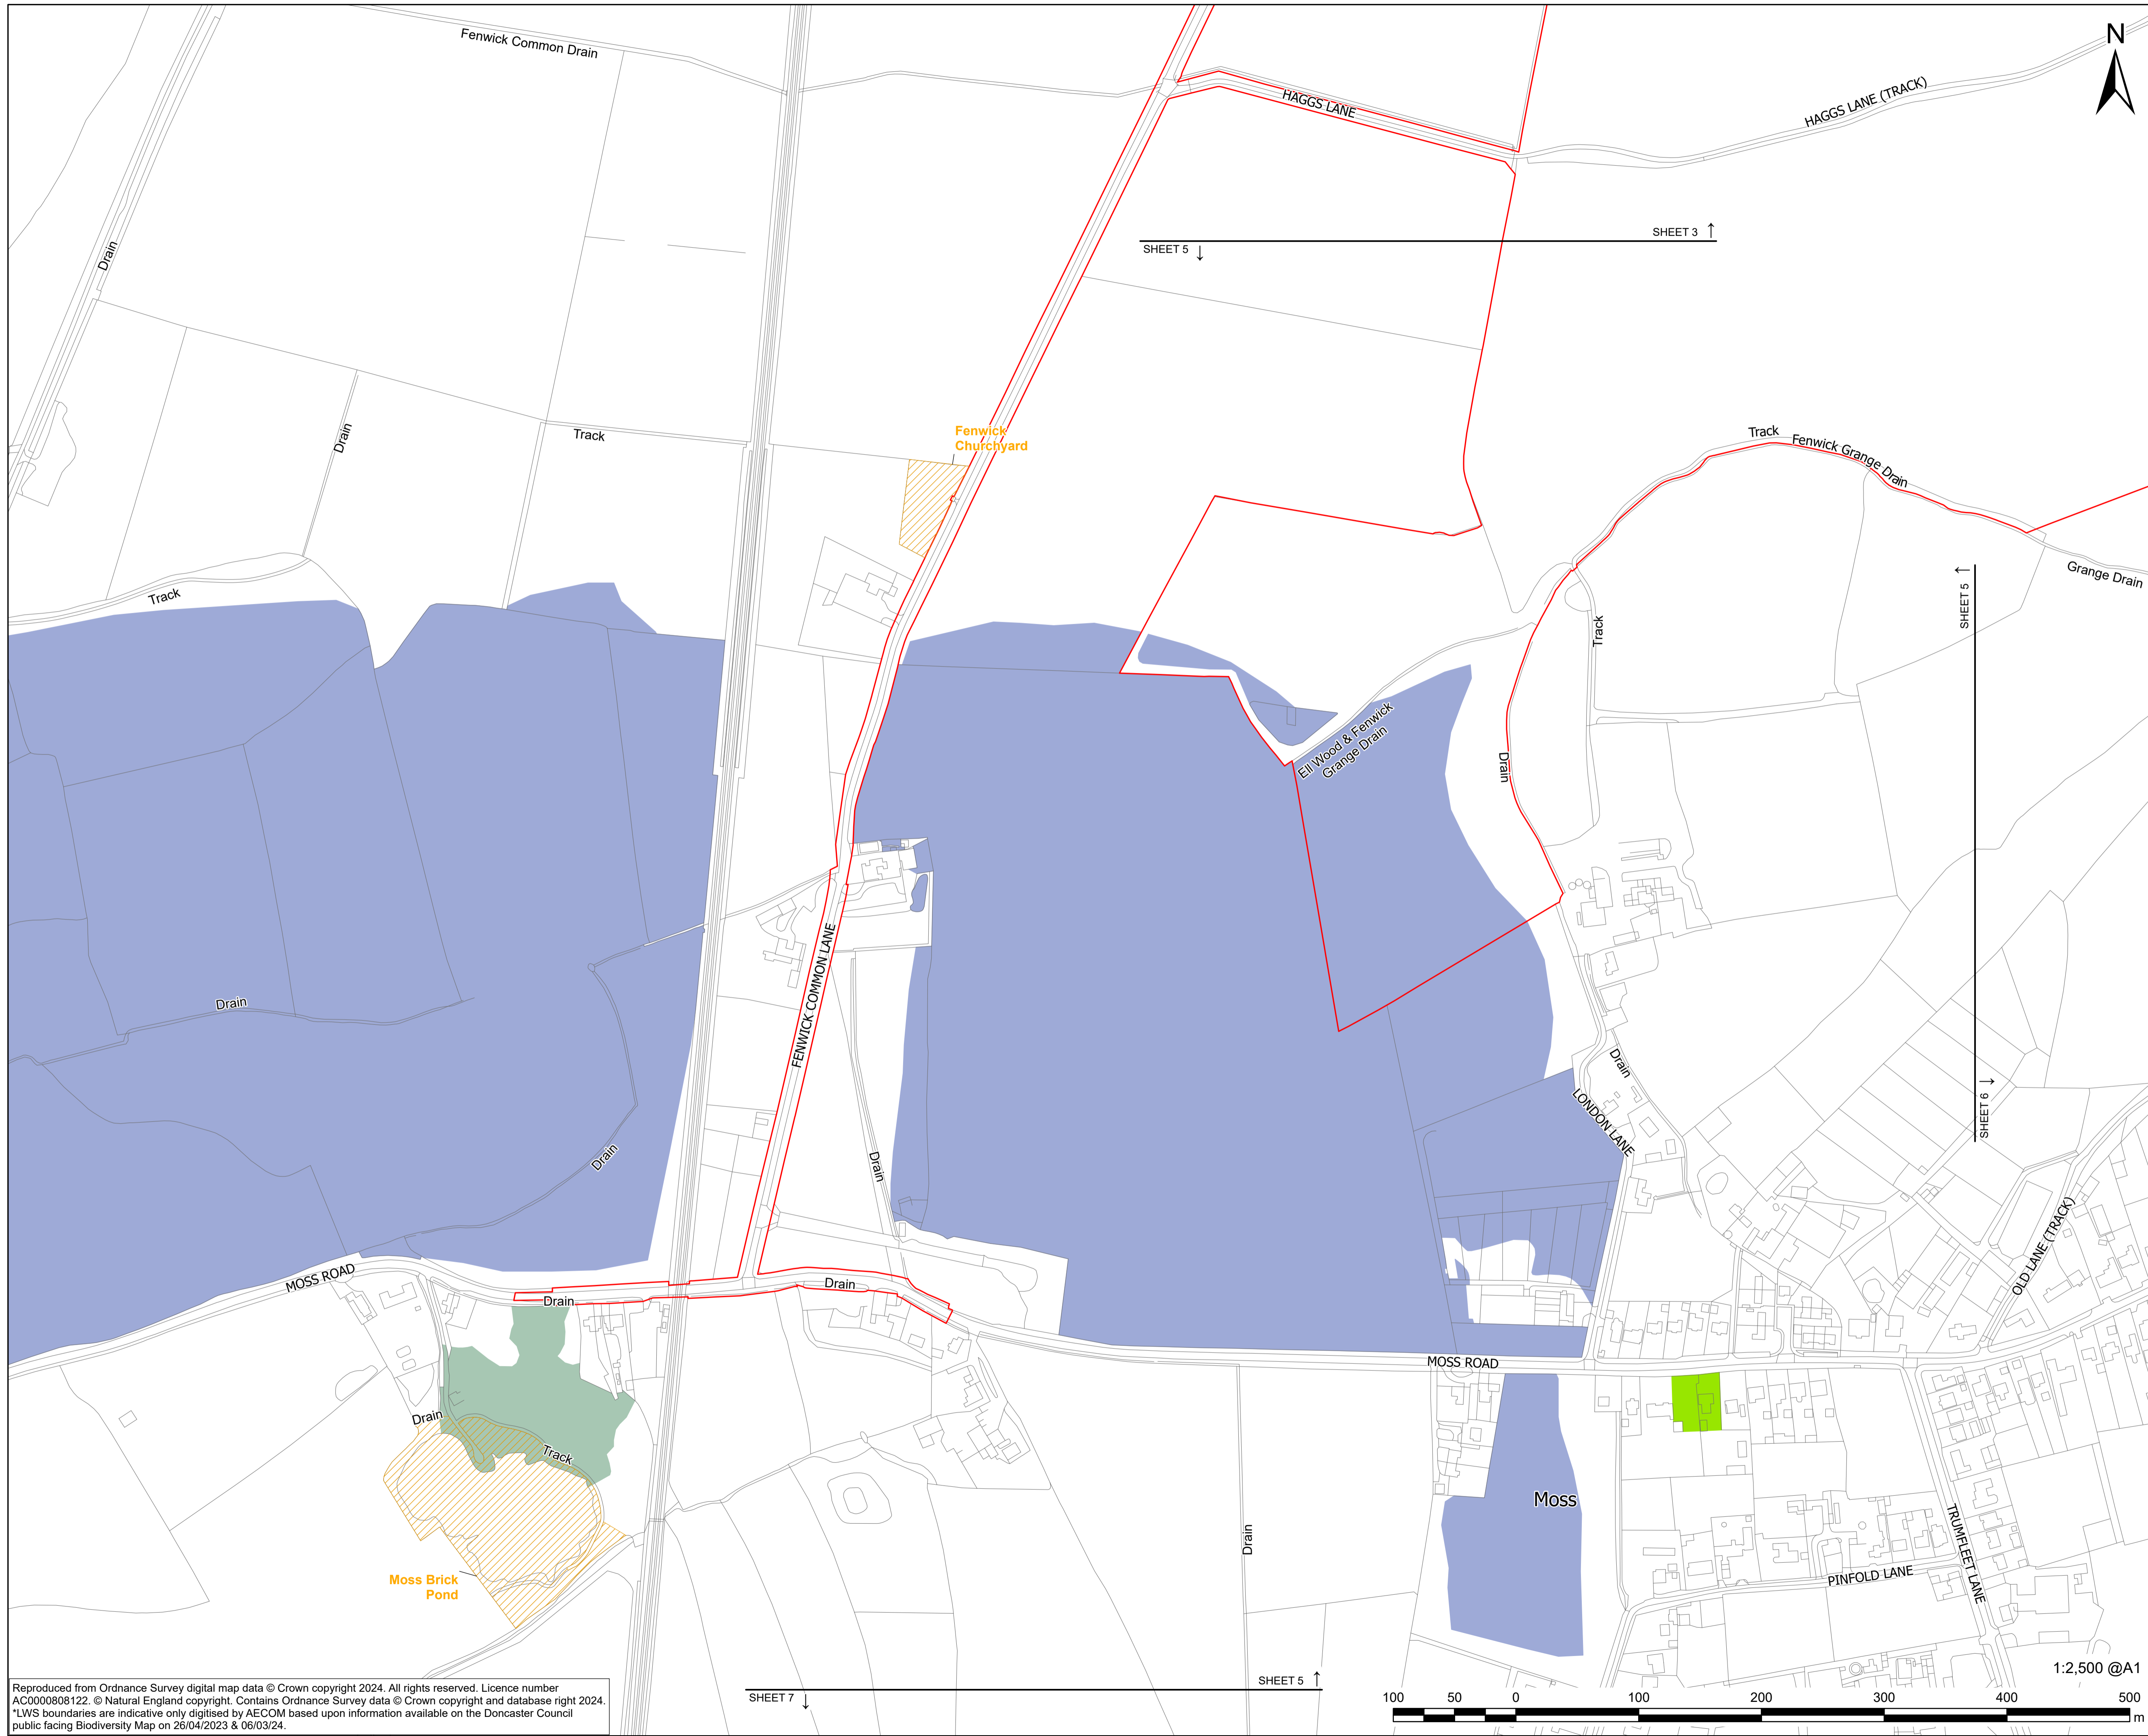 Fenwick Common Drain
N
HAGGS LANE
HAGGS LANE (TRACK)
SHEET 3 ↑
SHEET 5 ↓
Drain
Drain
Track
Fenwick
Churchyard
Track
Fenwick Grange Drain
Grange Drain
SHEET 5
←
Track
Track
Ell Wood & Fenwick
Grange Drain
Drain
Drain
FENWICK COMMON LANE
Drain
LONDON LANE
SHEET 6
→
Drain
Drain
OLD LANE (TRACK)
MOSS ROAD
Drain
Drain
MOSS ROAD
Drain
Track
Moss
Drain
TRUMFLEET LANE
PINFOLD LANE
Moss Brick
Pond
SHEET 5 ↑
SHEET 7 ↓
1:2,500 @A1
100 50 0 100 200 300 400 500
m
Reproduced from Ordnance Survey digital map data © Crown copyright 2024. All rights reserved. Licence number
AC0000808122. © Natural England copyright. Contains Ordnance Survey data © Crown copyright and database right 2024.
*LWS boundaries are indicative only digitised by AECOM based upon information available on the Doncaster Council
public facing Biodiversity Map on 26/04/2023 & 06/03/24.